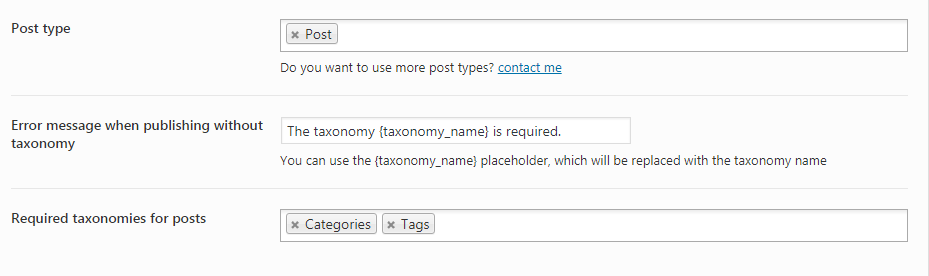 Post type
× Post
Do you want to use more post types? contact me
Error message when publishing without
taxonomy
The taxonomy {taxonomy_name} is required.
You can use the {taxonomy_name} placeholder, which will be replaced with the taxonomy name
Required taxonomies for posts
× Categories × Tags